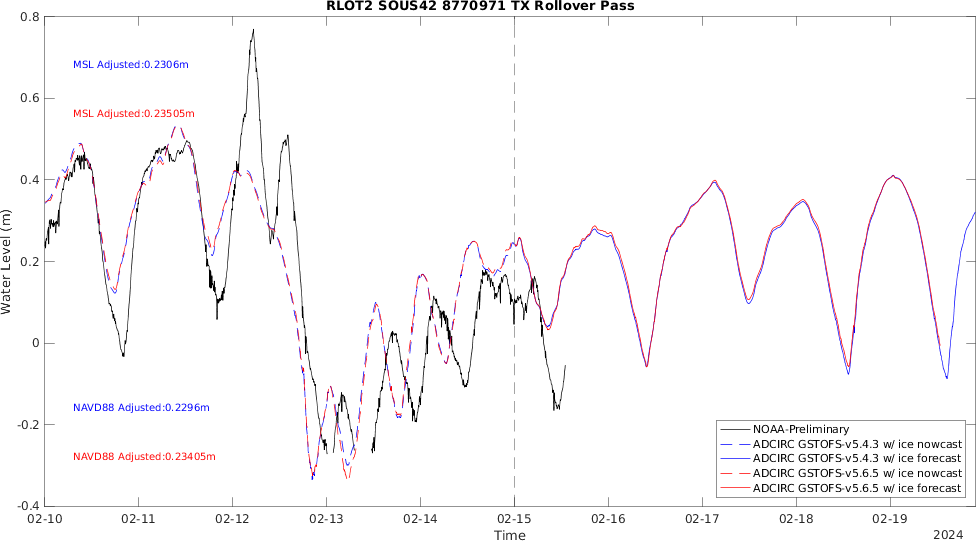 RLOT2 SOUS42 8770971 TX Rollover Pass
0.8
MSL Adjusted:0.2306m
0.6
MSL Adjusted:0.23505m
0.4
Water Level (m)
0.2
0
NAVD88 Adjusted:0.2296m
-0.2
NAVD88 Adjusted:0.23405m
NOAA-Preliminary
ADCIRC GSTOFS-v5.4.3 w/ ice nowcast
ADCIRC GSTOFS-v5.4.3 w/ ice forecast
ADCIRC GSTOFS-v5.6.5 w/ ice nowcast
ADCIRC GSTOFS-v5.6.5 w/ ice forecast
-0.4
02-10 02-11 02-12 02-13 02-14 02-15 02-16 02-17 02-18 02-19
Time
2024